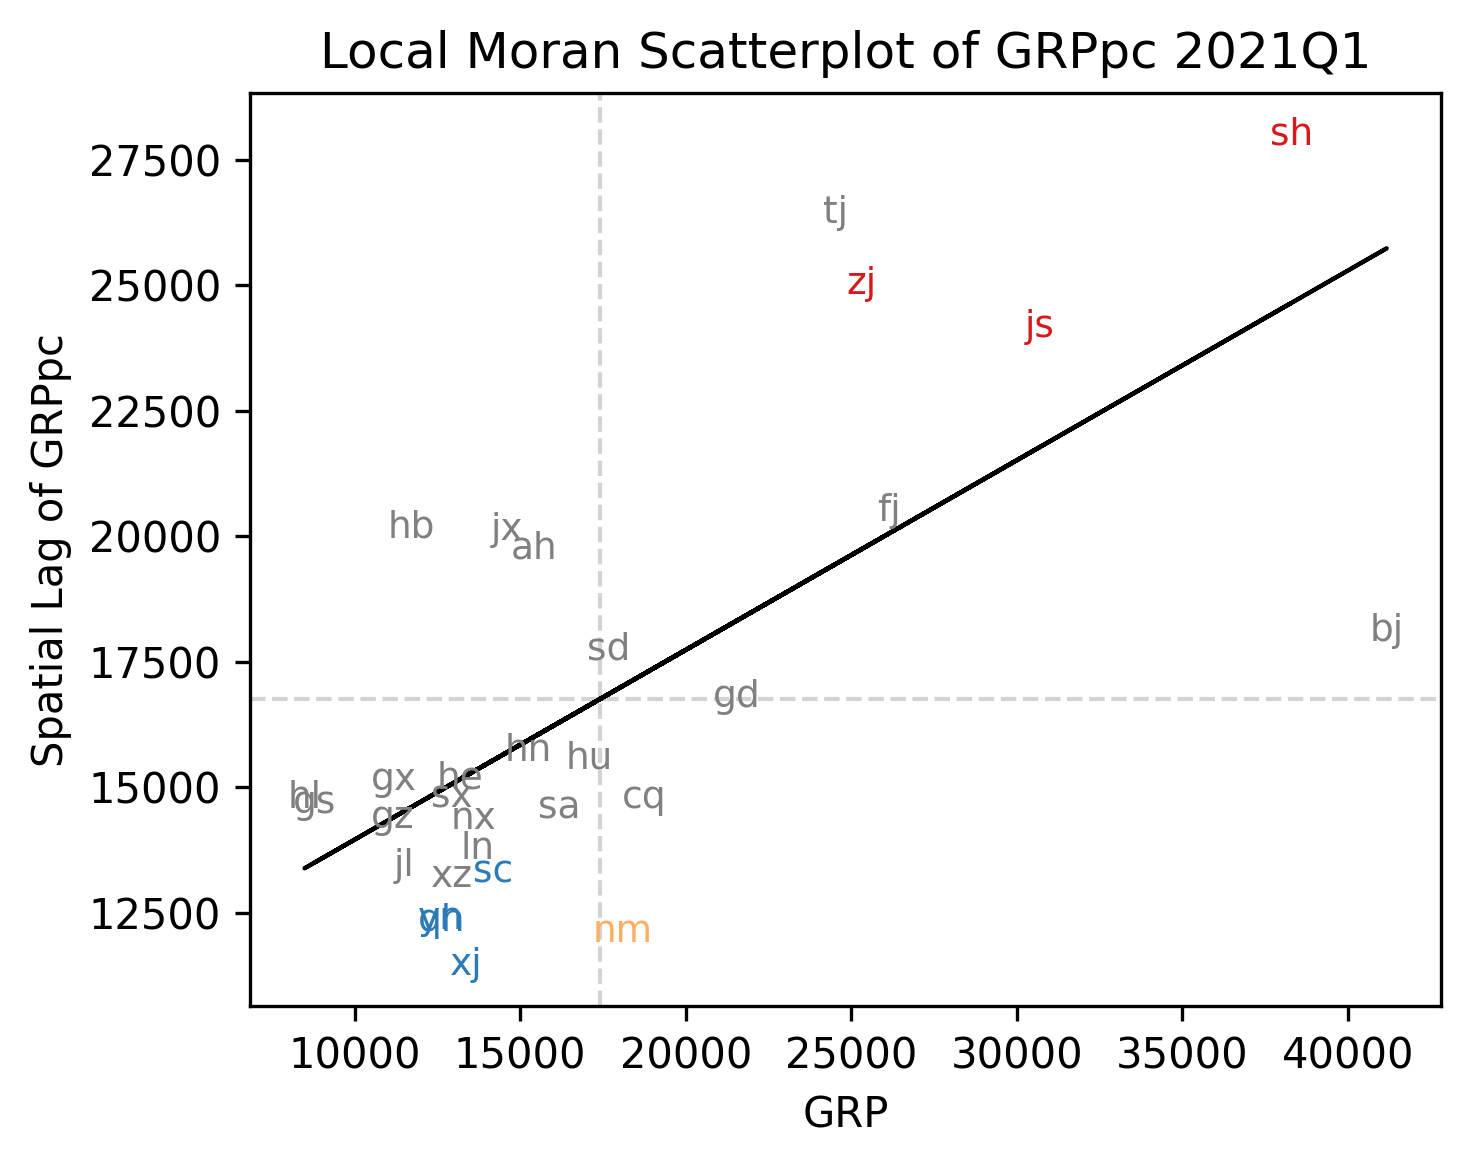 Local Moran Scatterplot of GRPpc 2021Q1
Spatial Lag of GRPpc
27500
25000
22500
20000
17500
15000
12500
sh
tj
zj
js
fj
hb
jx
ah
bj
sd
gd
hn
hu
gx
he
hl
gs
sx
sa
cq
gz
nx
ln
jl
xz
sc
qh
nm
xj
10000
15000
20000
25000
30000
35000
40000
GRP